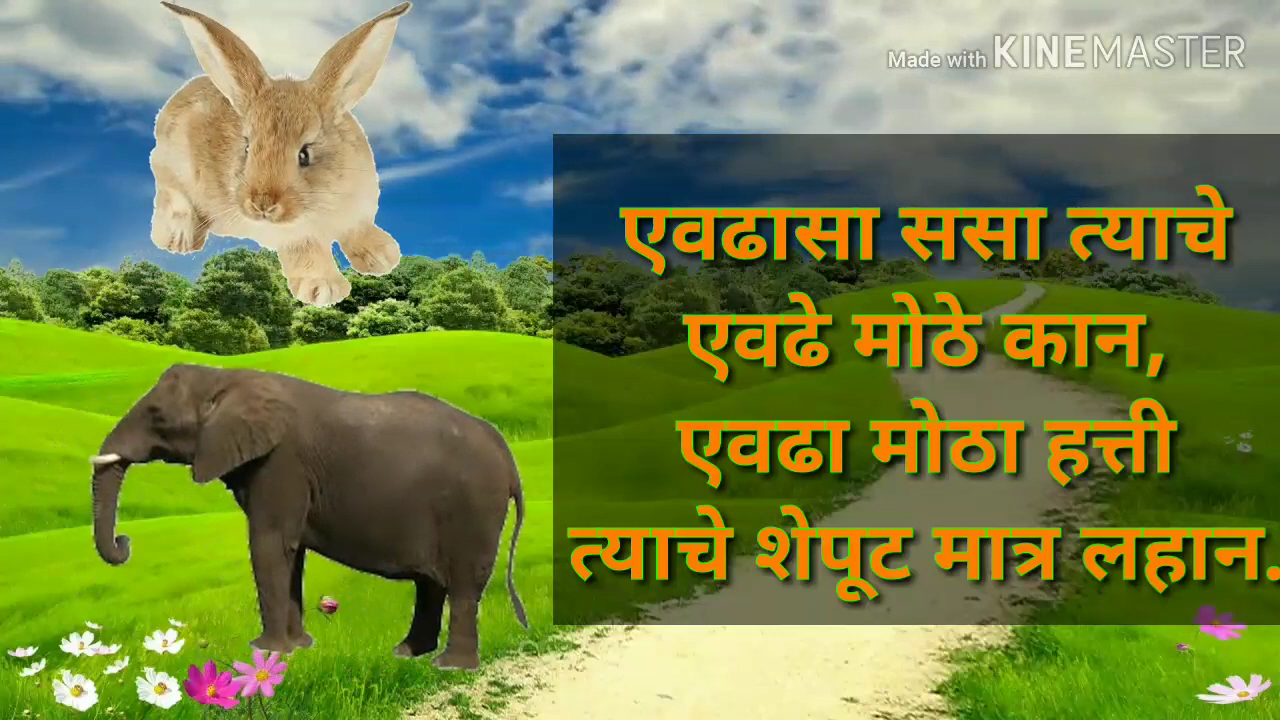 Made with KINEMASTER
एवढासा ससा त्याचे
एवढे मोठे कान,
एवढा मोठा हत्ती
त्याचे शेपूट मात्र लहान.